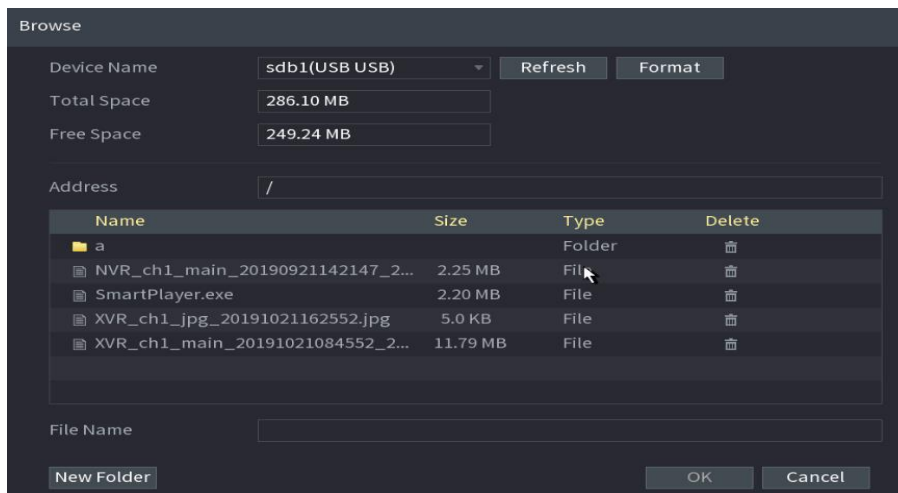 Browse
Device Name sdb1(USB USB) Refresh Format
Total Space 286.10 MB
Free Space 249.24 MB
Address /
Name Size Type Delete
a Folder
NVR_ch1_main_20190921142147_2... 2.25 MB File
SmartPlayer.exe 2.20 MB File
XVR_ch1_jpg_20191021162552.jpg 5.0 KB File
XVR_ch1_main_20191021084552_2... 11.79 MB File
File Name
New Folder OK Cancel